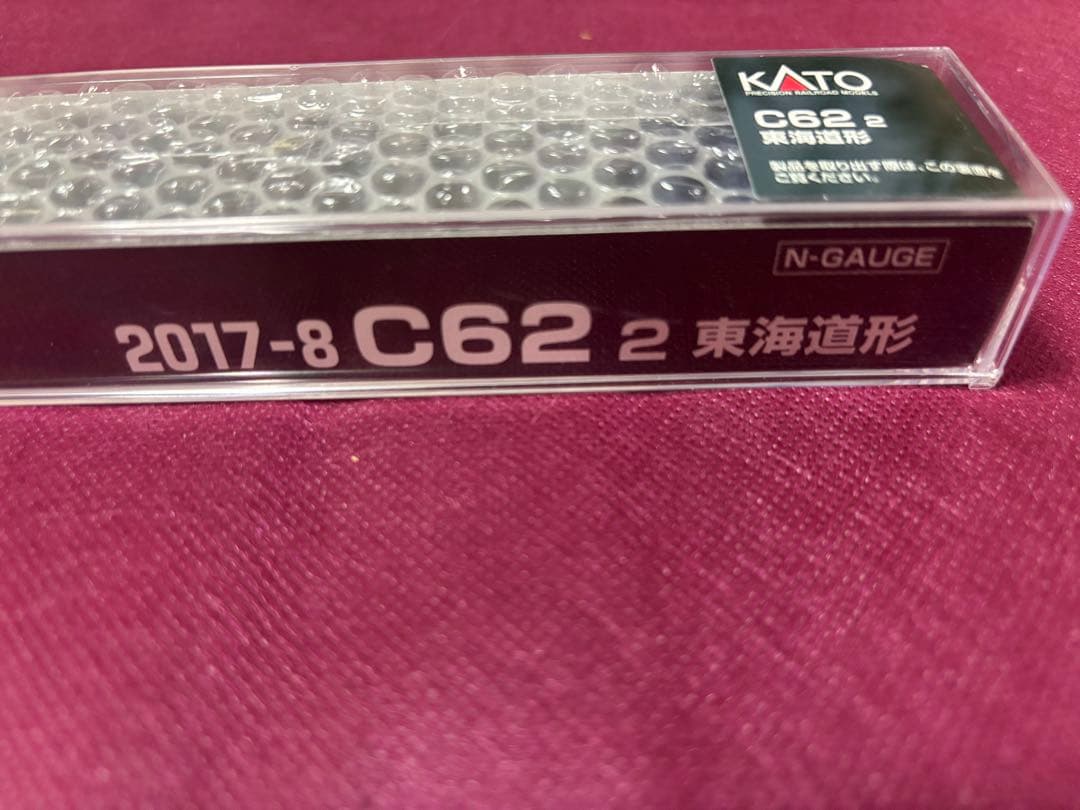 KATO
PRECISION RAILROAD MODELS
C62 2
東海道形
製品を取り出す際は、この裏面を
ご覧ください。
N-GAUGE
2017-8 C62 2 東海道形